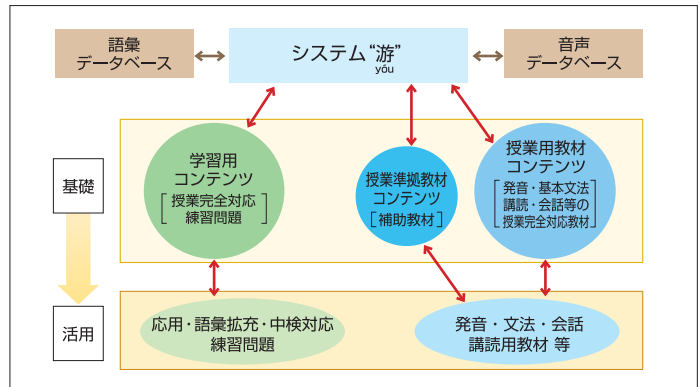 語彙
データベース
システム“游”
yóu
音声
データベース
基礎
学習用
コンテンツ
[授業完全対応
練習問題]
授業準拠教材
コンテンツ
[補助教材]
授業用教材
コンテンツ
[発音・基本文法
講読・会話等の
授業完全対応教材]
活用
応用・語彙拡充・中検対応
練習問題
発音・文法・会話
講読用教材 等